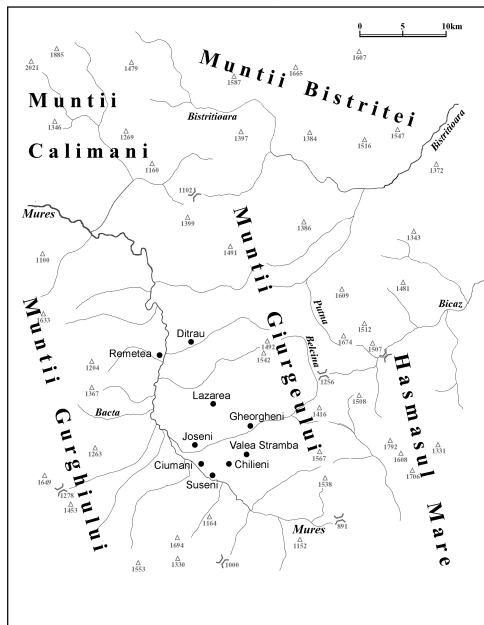 0 5 10km
1607
1885
2021
1479
Muntii Bistritei
1665
1587
Muntii
Calimani
Bistritioara
1346
1269
1397
1384
1547
1516
Bistritioara
1160
1372
1102
Mures
1399
1386
1343
1491
1100
Muntii Giurgeului
1609
1481
Bicaz
Putna
1633
Muntii Gurghiului
Ditrau
1512
1674
1507
1492
1542
Belcina
Remetea
1204
1256
Hasmasul Mare
1367
Lazarea
1508
1416
Bacta
Gheorgheni
Joseni
1792
1331
1263
Valea Stramba
1567
1608
Ciumani
Chilieni
1706
1649
Suseni
1538
1278
1453
1164
Mures
891
1694
1152
1553
1330
1000